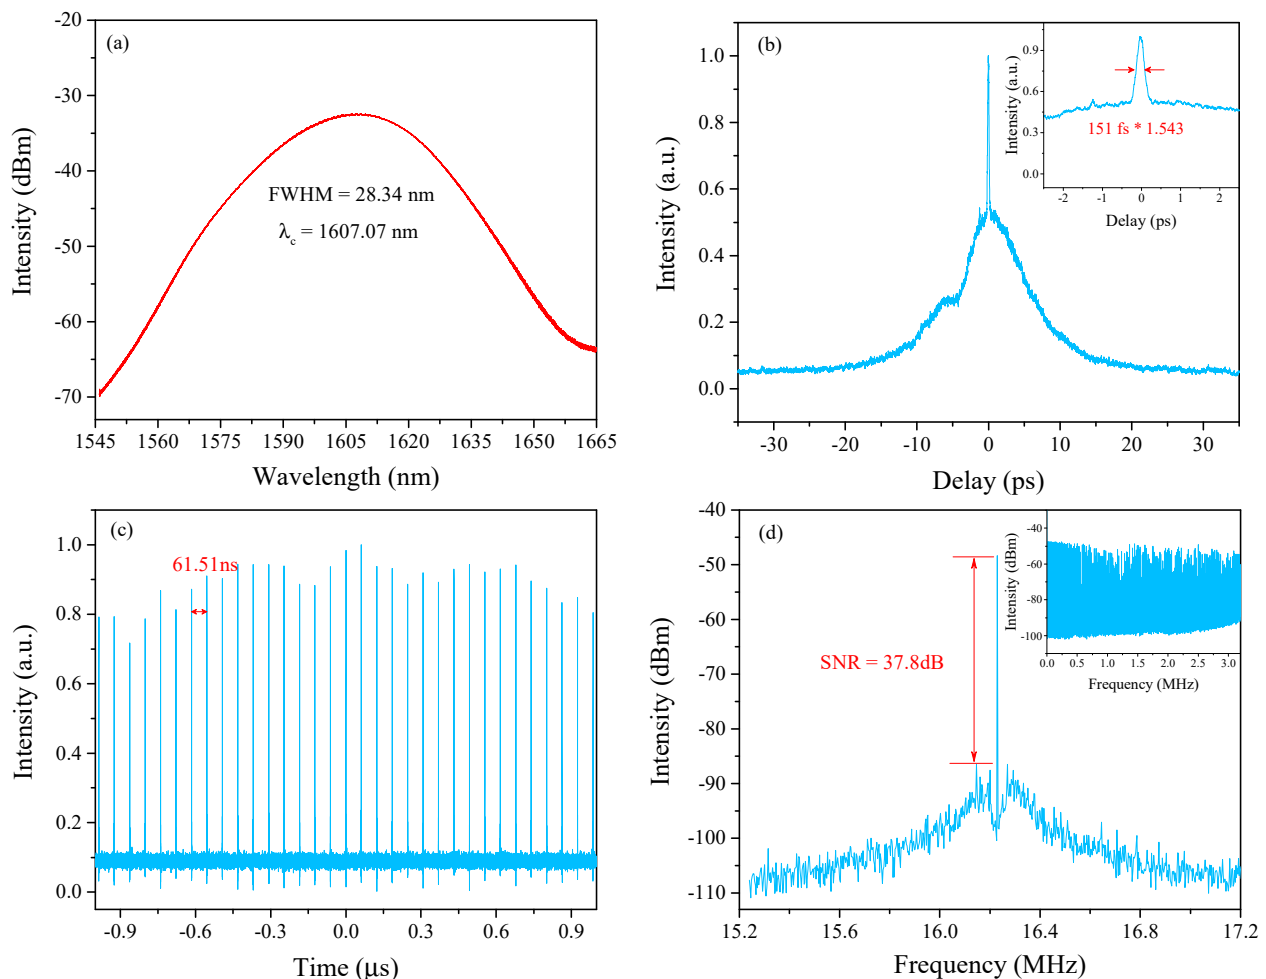 (a)
-20
-30
-40
-50
-60
-70
Intensity (dBm)
FWHM = 28.34 nm
λc = 1607.07 nm
1545 1560 1575 1590 1605 1620 1635 1650 1665
Wavelength (nm)
(b)
1.0
0.8
0.6
0.4
0.2
0.0
Intensity (a.u.)
-30 -20 -10 0 10 20 30
Delay (ps)
0.9
0.6
0.3
0.0
Intensity (a.u.)
151 fs * 1.543
-2 -1 0 1 2
Delay (ps)
(c)
1.0
0.8
0.6
0.4
0.2
0.0
Intensity (a.u.)
61.51ns
-0.9 -0.6 -0.3 0.0 0.3 0.6 0.9
Time (μs)
(d)
-40
-50
-60
-70
-80
-90
-100
-110
Intensity (dBm)
SNR = 37.8dB
15.2 15.6 16.0 16.4 16.8 17.2
Frequency (MHz)
-40
-60
-80
-100
Intensity (dBm)
0.0 0.5 1.0 1.5 2.0 2.5 3.0
Frequency (MHz)